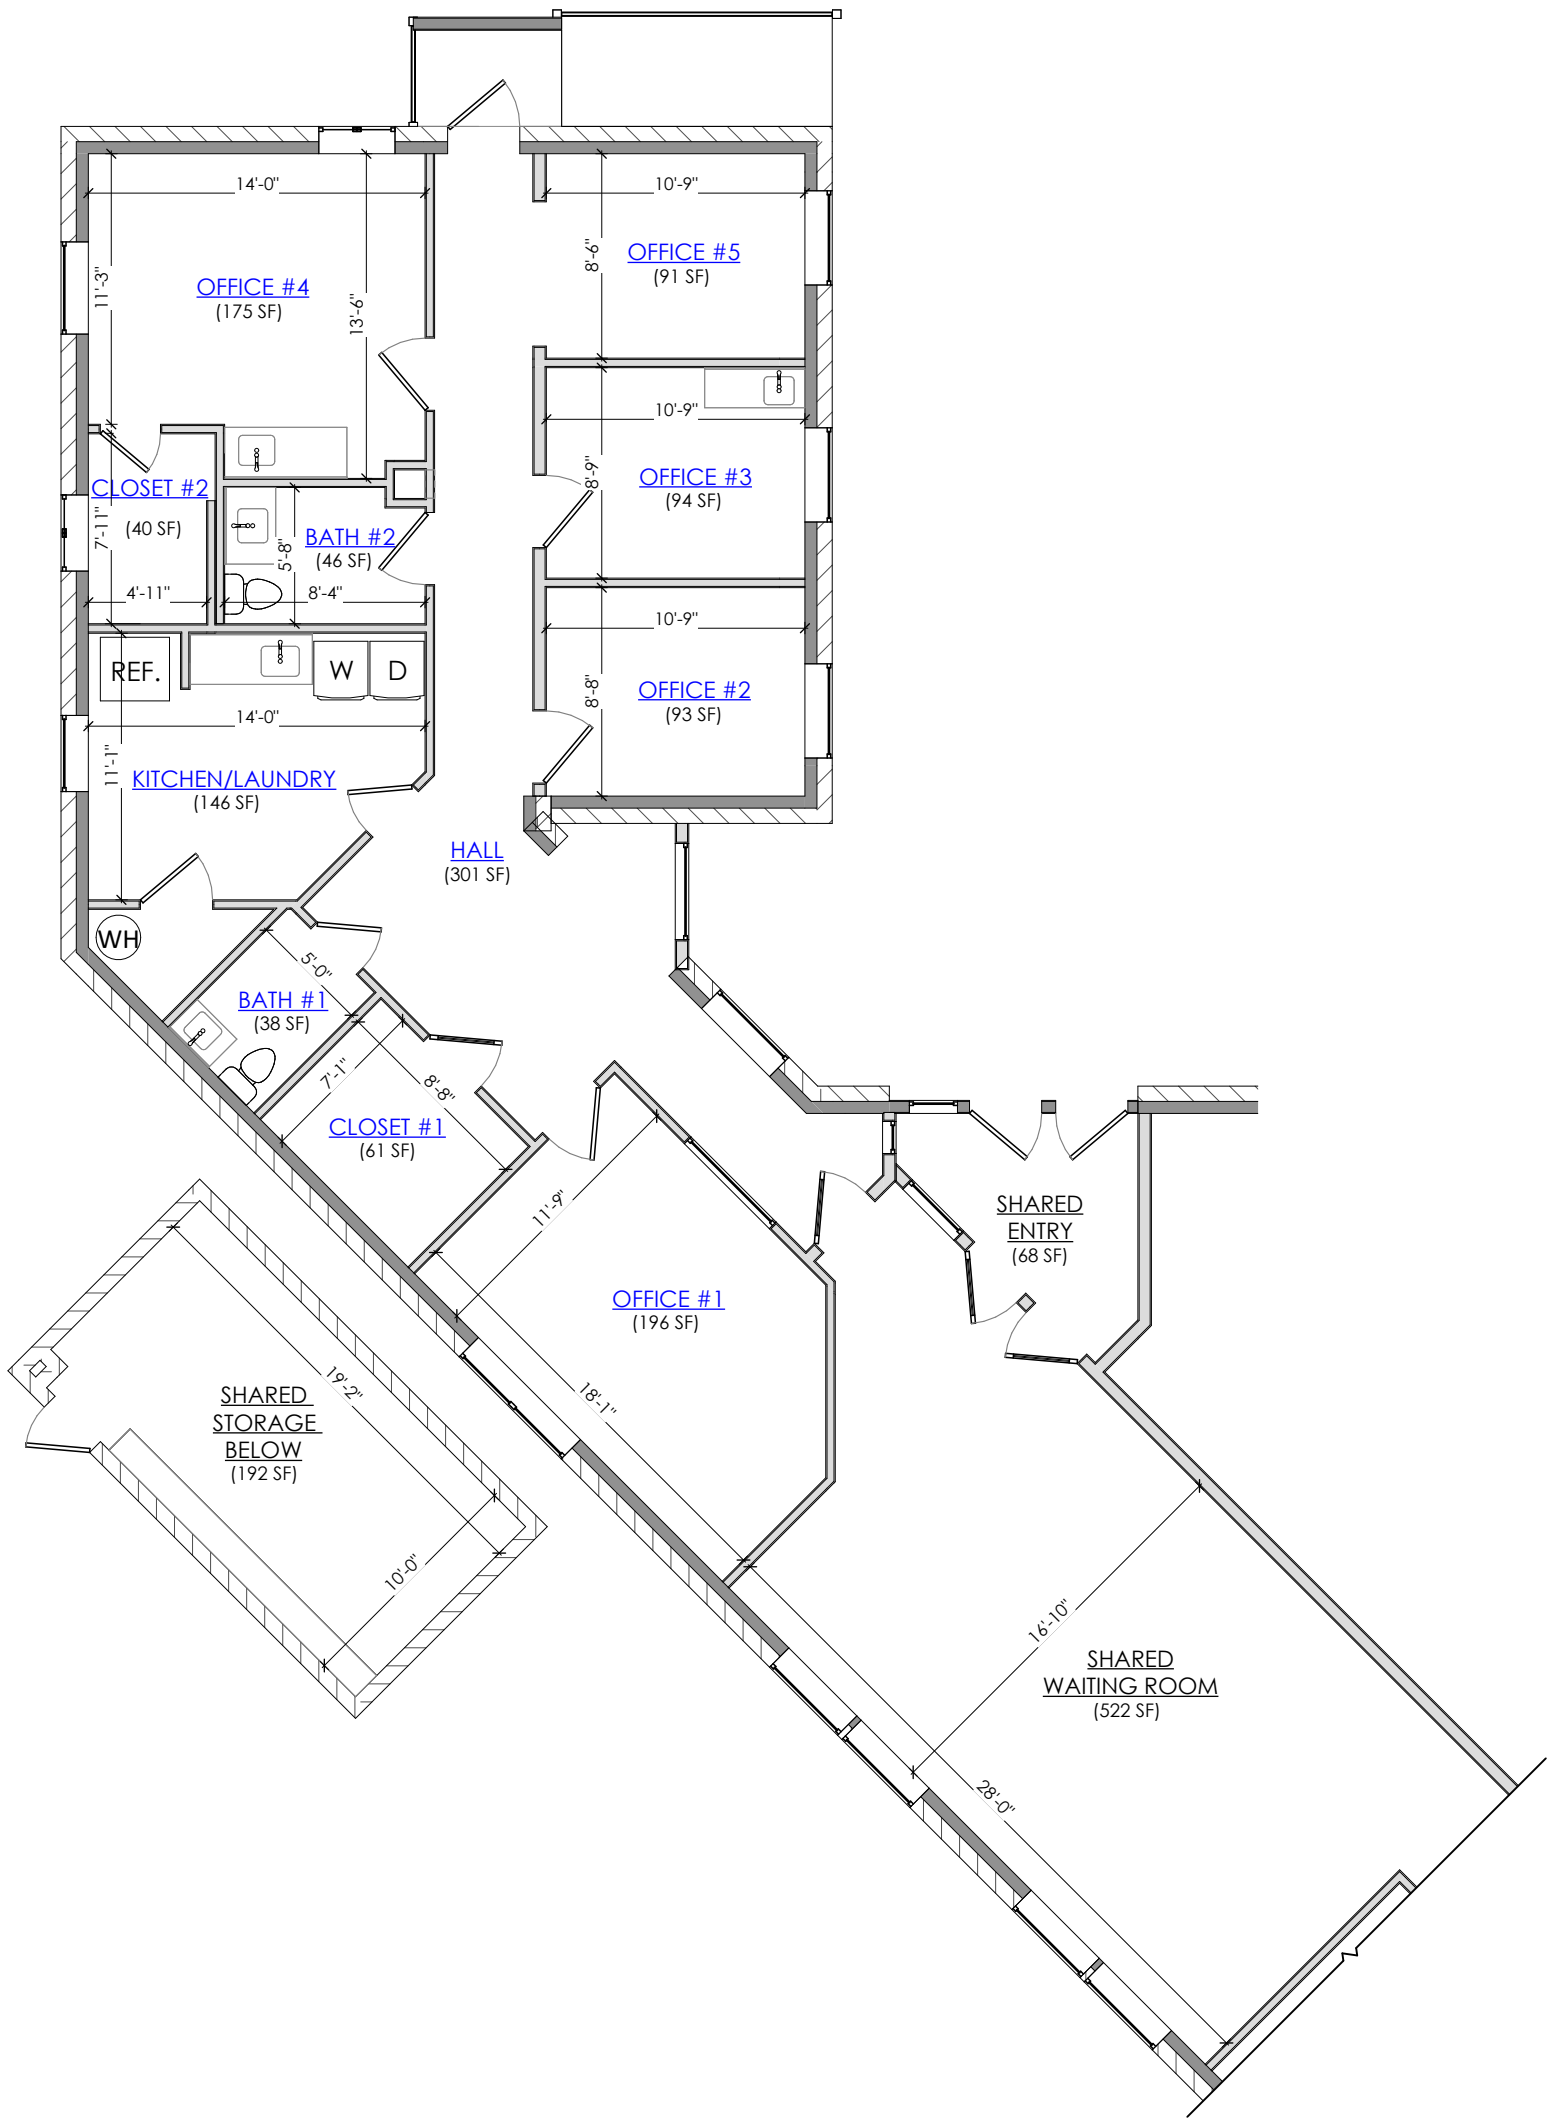 14'-0"
10'-9"
11'-3"
13'-6"
8'-6"
OFFICE #4
(175 SF)
OFFICE #5
(91 SF)
10'-9"
8'-9"
OFFICE #3
(94 SF)
CLOSET #2
(40 SF)
7'-11"
4'-11"
BATH #2
(46 SF)
5'-8"
8'-4"
10'-9"
8'-8"
OFFICE #2
(93 SF)
REF.
W
D
14'-0"
11'-1"
KITCHEN/LAUNDRY
(146 SF)
HALL
(301 SF)
WH
5'-0"
BATH #1
(38 SF)
7'-1"
8'-8"
CLOSET #1
(61 SF)
11'-9"
SHARED
ENTRY
(68 SF)
OFFICE #1
(196 SF)
18'-1"
19'-2"
SHARED
STORAGE
BELOW
(192 SF)
10'-0"
16'-10"
SHARED
WAITING ROOM
(522 SF)
28'-0"